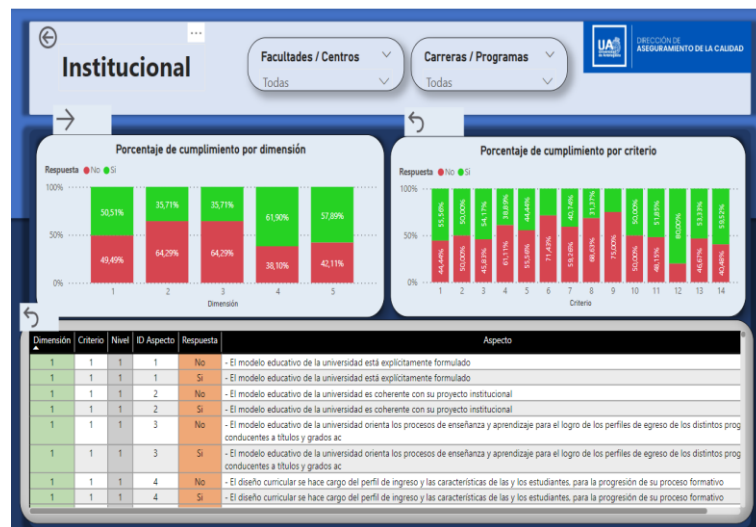 Institucional
...
Facultades / Centros
Todas
Carreras / Programas
Todas
UA
DIRECCIÓN DE
ASEGURAMIENTO DE LA CALIDAD
Porcentaje de cumplimiento por dimensión
Respuesta No Si
100%
50%
0%
50,51% 35,71% 35,71% 61,90% 57,89%
49,49% 64,29% 64,29% 38,10% 42,11%
1 2 3 4 5
Dimensión
Porcentaje de cumplimiento por criterio
Respuesta No Si
100%
50%
0%
55,56% 50,00% 54,17% 38,89% 44,44% 40,74% 31,37% 50,00% 51,85% 80,00% 53,33% 59,52%
44,44% 50,00% 45,83% 61,11% 55,56% 71,43% 59,26% 68,63% 75,00% 50,00% 48,15% 46,67% 40,48%
1 2 3 4 5 6 7 8 9 10 11 12 13 14
Criterio
Dimensión Criterio Nivel ID Aspecto Respuesta Aspecto
1 1 1 1 No - El modelo educativo de la universidad está explícitamente formulado
1 1 1 1 Si - El modelo educativo de la universidad está explícitamente formulado
1 1 1 2 No - El modelo educativo de la universidad es coherente con su proyecto institucional
1 1 1 2 Si - El modelo educativo de la universidad es coherente con su proyecto institucional
1 1 1 3 No - El modelo educativo de la universidad orienta los procesos de enseñanza y aprendizaje para el logro de los perfiles de egreso de los distintos prog
conducentes a títulos y grados ac
1 1 1 3 Si - El modelo educativo de la universidad orienta los procesos de enseñanza y aprendizaje para el logro de los perfiles de egreso de los distintos prog
conducentes a títulos y grados ac
1 1 1 4 No - El diseño curricular se hace cargo del perfil de ingreso y las características de las y los estudiantes. para la progresión de su proceso formativo
1 1 1 4 Si - El diseño curricular se hace cargo del perfil de ingreso y las características de las y los estudiantes. para la progresión de su proceso formativo